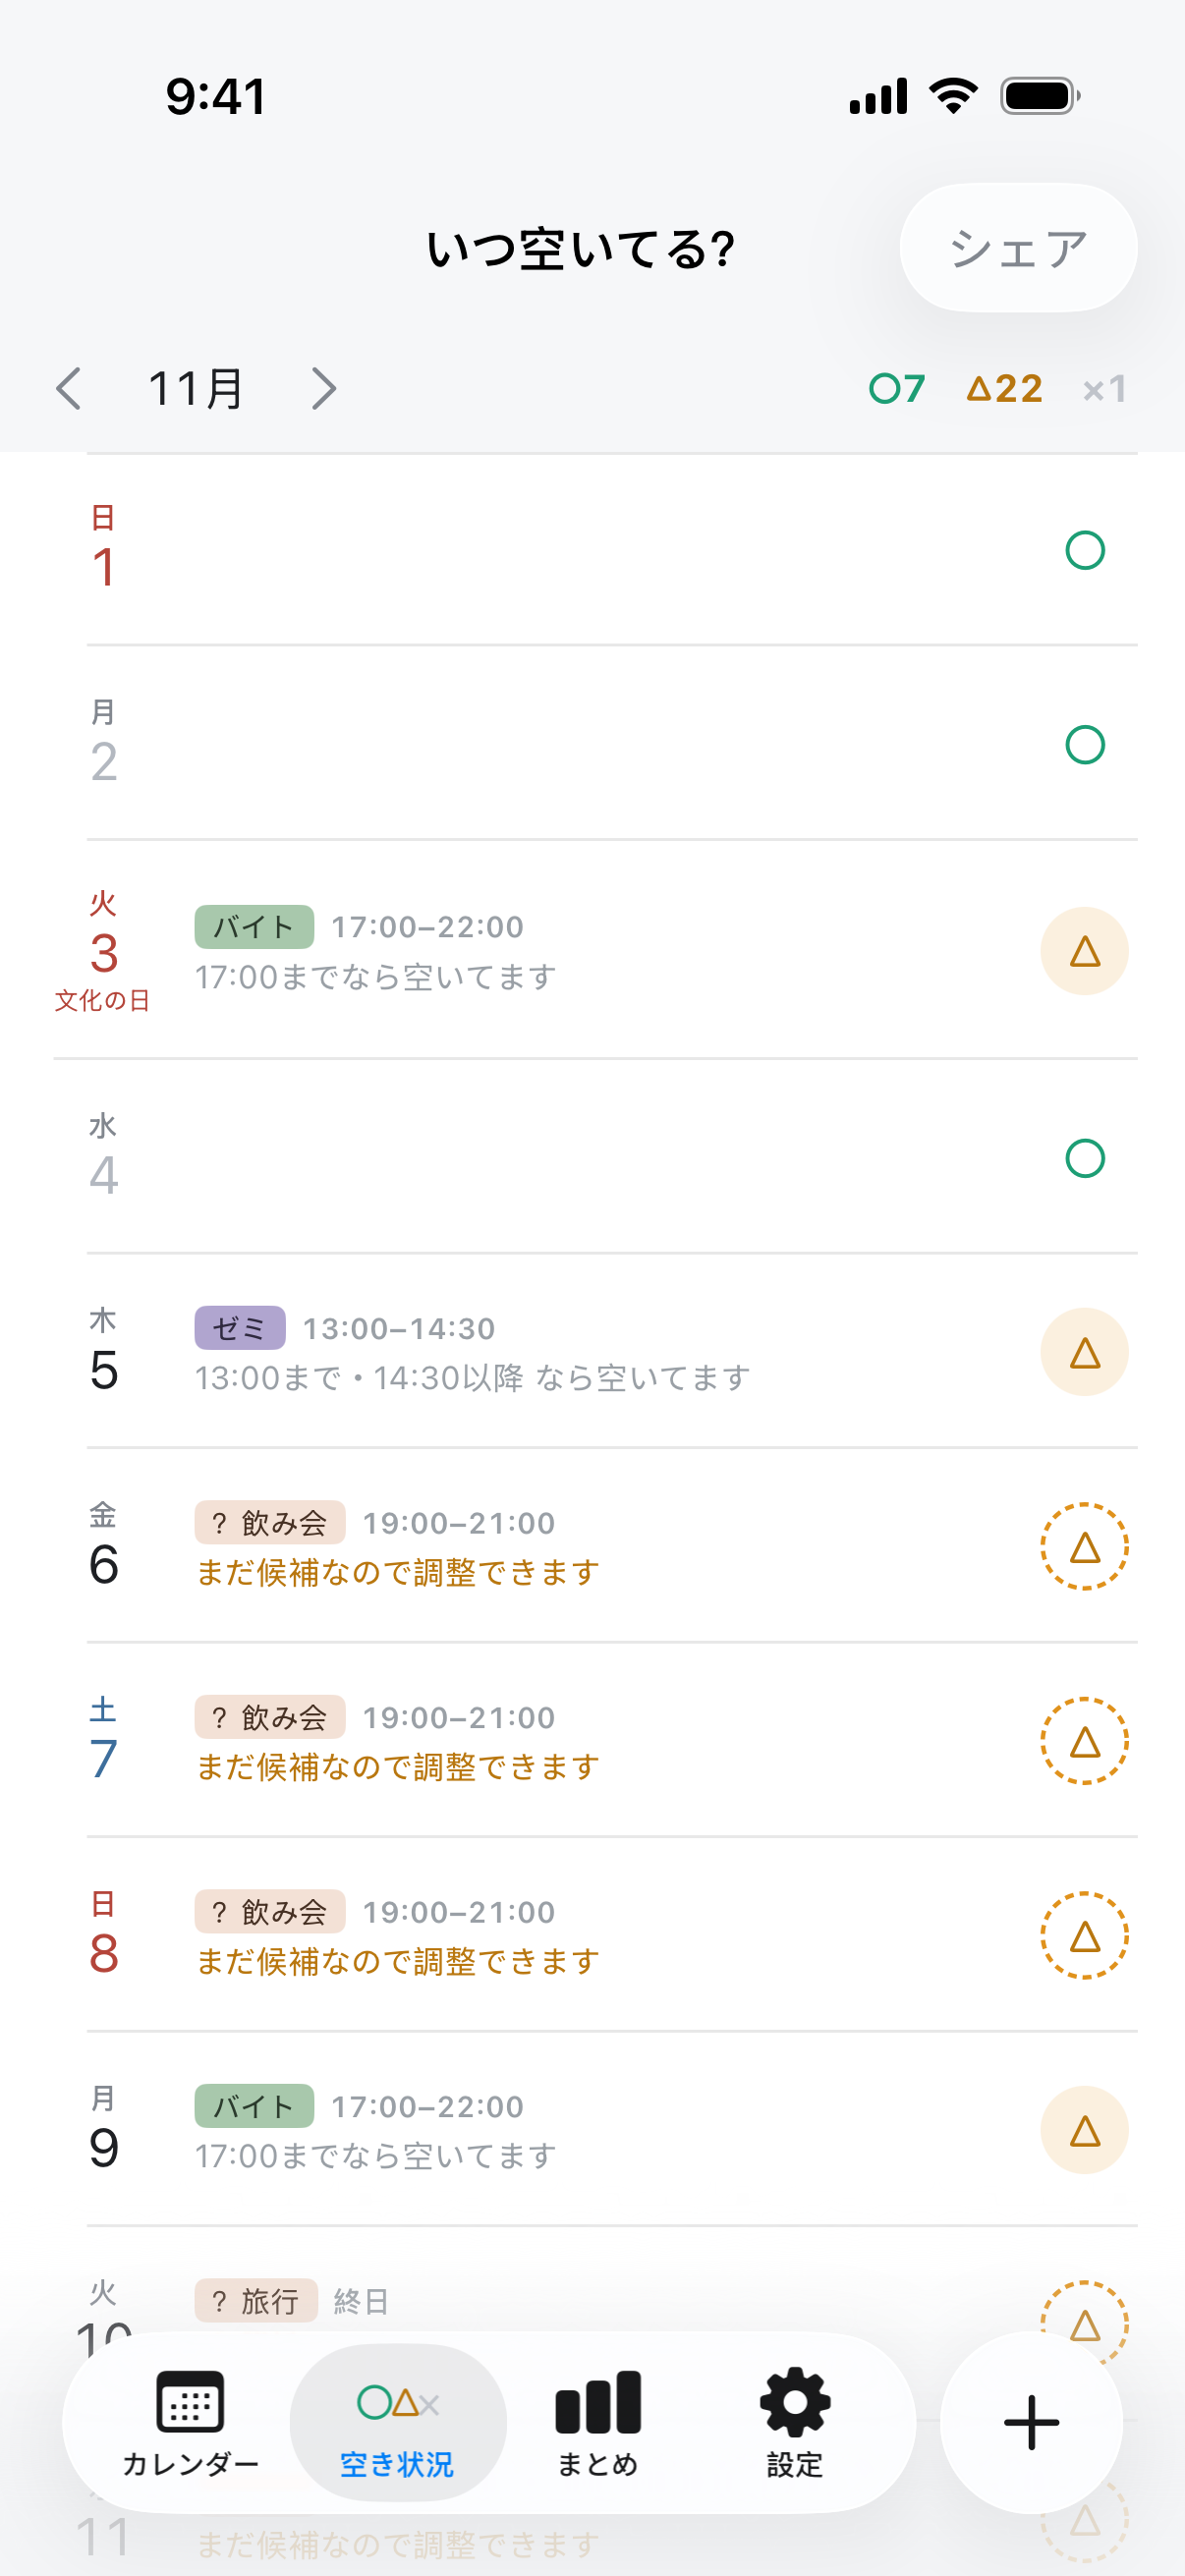 9:41
いつ空いてる?
シェア
11月
○7 △22 ×1
日
1
○
月
2
○
火
3
文化の日
バイト 17:00–22:00
17:00までなら空いてます
△
水
4
○
木
5
ゼミ 13:00–14:30
13:00まで・14:30以降 なら空いてます
△
金
6
? 飲み会 19:00–21:00
まだ候補なので調整できます
△
土
7
? 飲み会 19:00–21:00
まだ候補なので調整できます
△
日
8
? 飲み会 19:00–21:00
まだ候補なので調整できます
△
月
9
バイト 17:00–22:00
17:00までなら空いてます
△
火
10
? 旅行 終日
△
カレンダー
○△×
空き状況
まとめ
設定
+
11
まだ候補なので調整できます
△